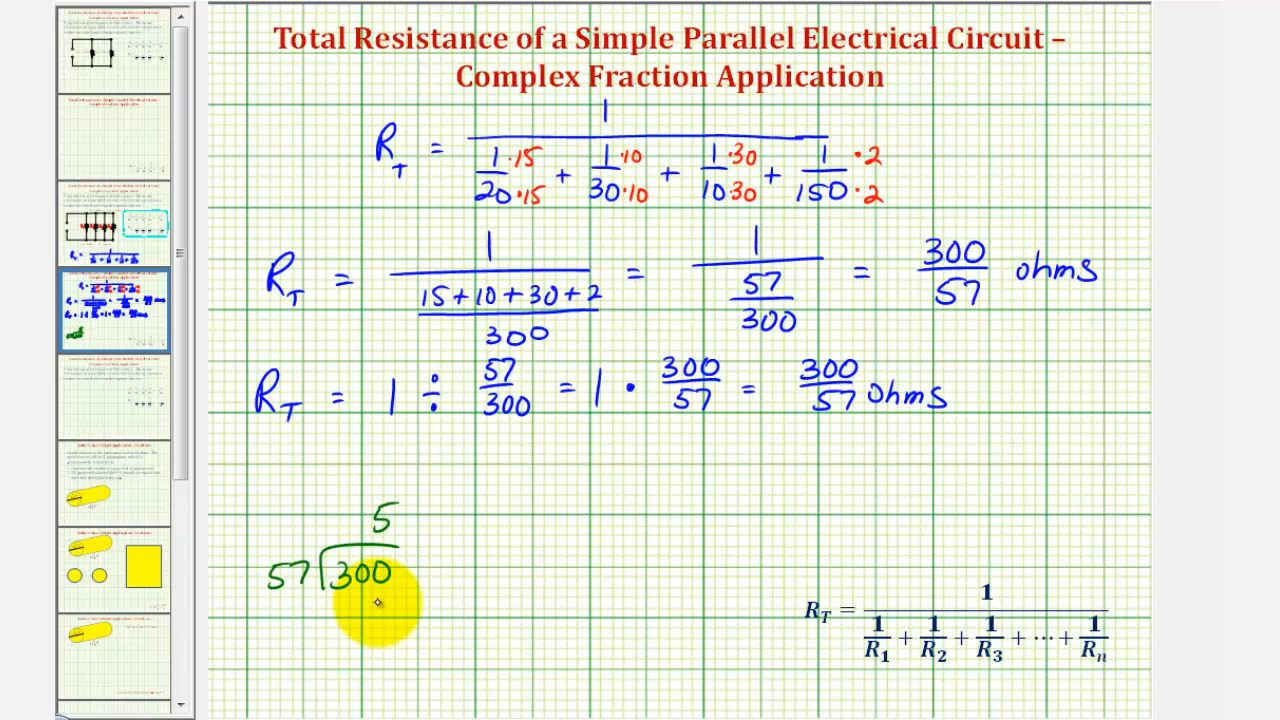 Total Resistance of a Simple Parallel Electrical Circuit –
Complex Fraction Application
R_T = 1 / (1·15/20·15 + 1·10/30·10 + 1·30/10·30 + 1·2/150·2)
R_T = 1 / ((15+10+30+2)/300) = 1 / (57/300) = 300/57 ohms
R_T = 1 ÷ 57/300 = 1 · 300/57 = 300/57 ohms
5
57 300
R_T = 1 / (1/R_1 + 1/R_2 + 1/R_3 + ⋯ + 1/R_n)